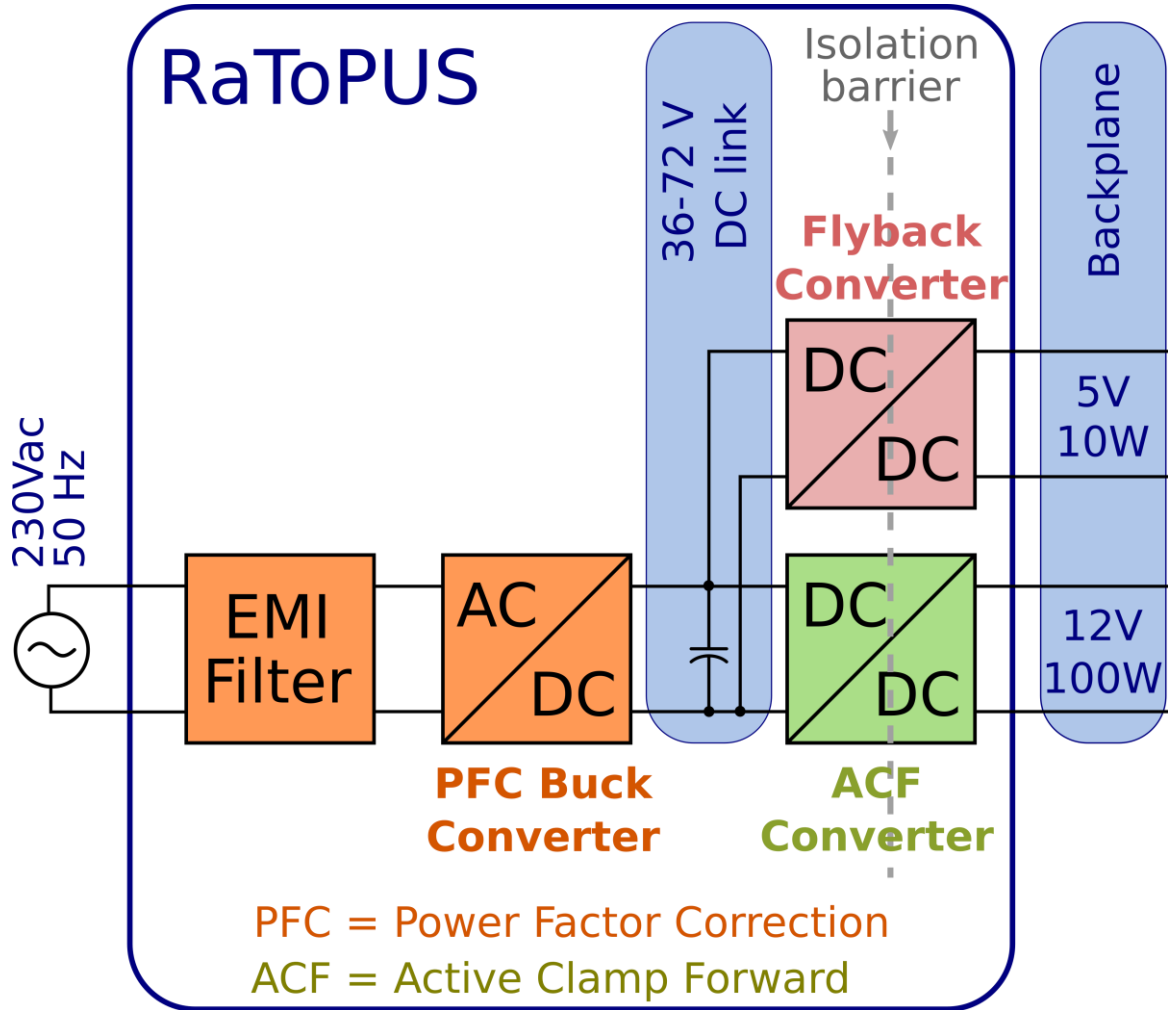 RaToPUS
Isolation
barrier
36-72 V
DC link
Backplane
Flyback
Converter
DC
DC
5V
10W
230Vac
50 Hz
EMI
Filter
AC
DC
DC
DC
12V
100W
PFC Buck
Converter
ACF
Converter
PFC = Power Factor Correction
ACF = Active Clamp Forward